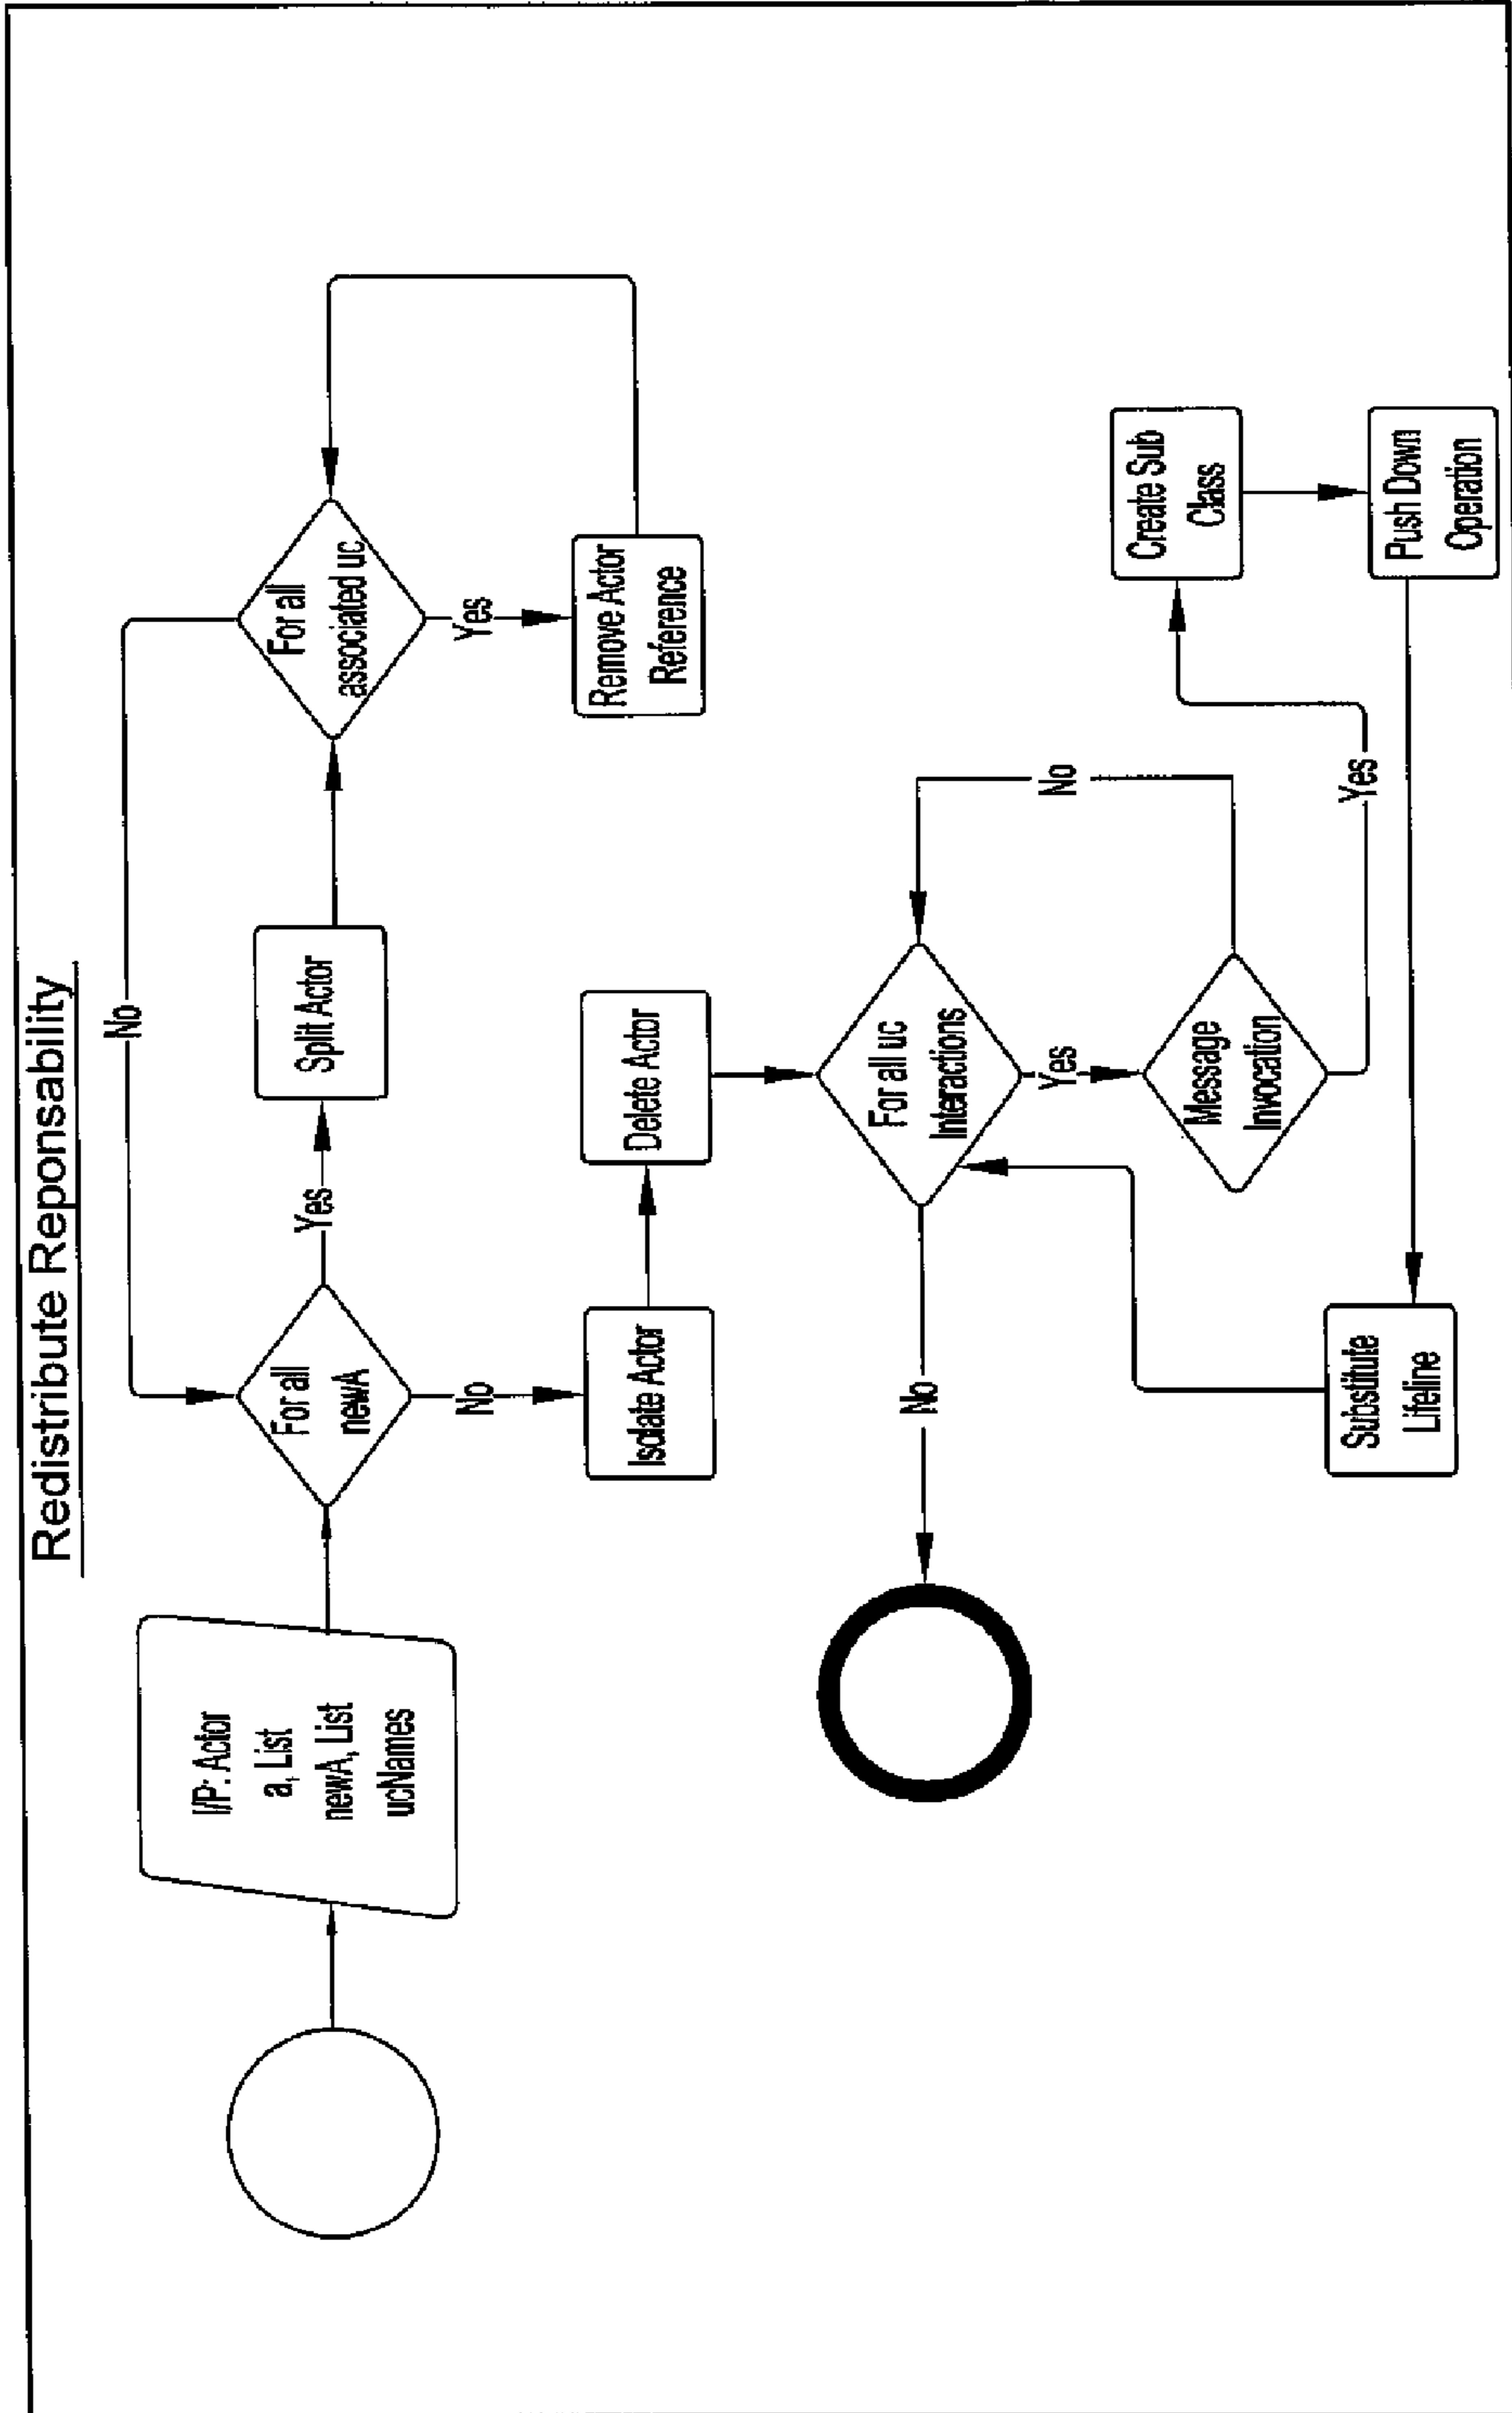 Redistribute Reponsability
No
I/P: Actor
a, List
newA, List
ucNames
For all
newA
Yes
Split Actor
For all
associated uc
No
Yes
Isolate Actor
Delete Actor
Remove Actor
Reference
No
For all uc
Interactions
No
Yes
Message
Invocation
Yes
Create Sub
Class
Substitute
Lifeline
Push Down
Operation